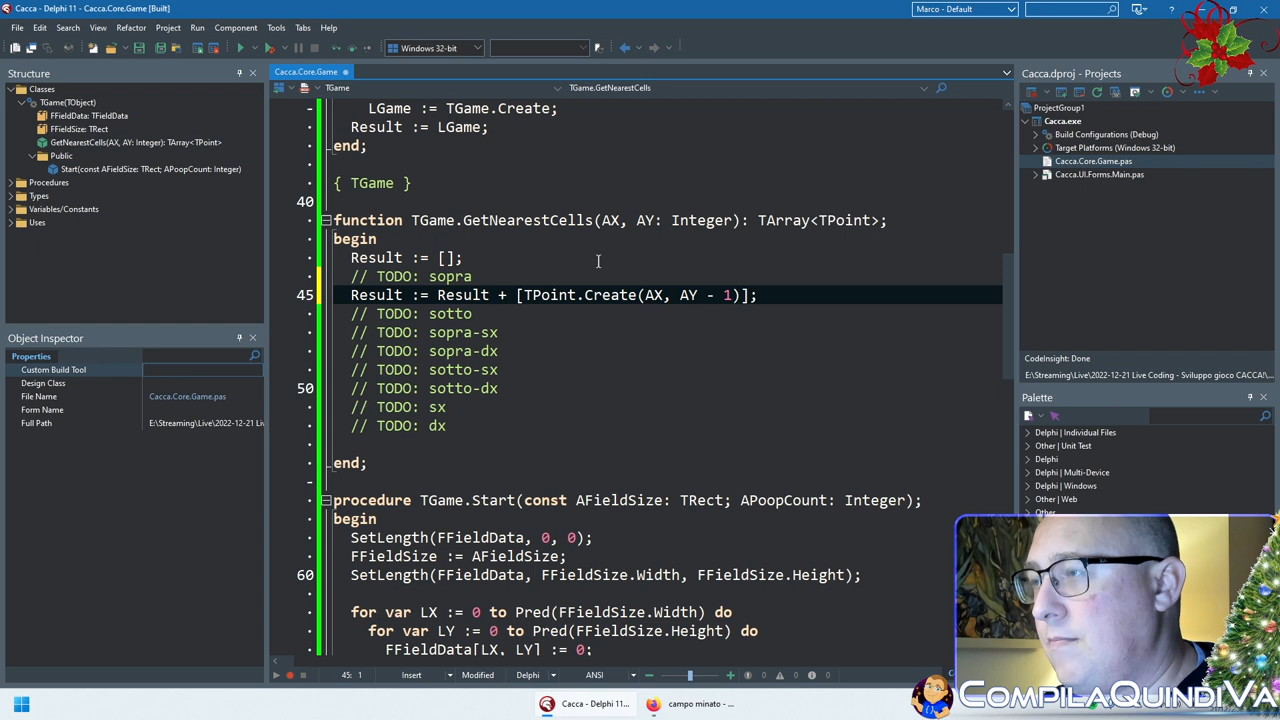 Cacca - Delphi 11 - Cacca.Core.Game [Built]
Marco - Default
File Edit Search View Refactor Project Run Component Tools Tabs Help
Windows 32-bit
Structure
Classes
TGame(TObject)
FFieldData: TFieldData
FFieldSize: TRect
GetNearestCells(AX, AY: Integer): TArray<TPoint>
Public
Start(const AFieldSize: TRect; APoopCount: Integer)
Procedures
Types
Variables/Constants
Uses
Object Inspector
Properties
Custom Build Tool
Design Class
File Name Cacca.Core.Game.pas
Form Name
Full Path E:\Streaming\Live\2022-12-21 Liv
Cacca.Core.Game
TGame TGame.GetNearestCells
LGame := TGame.Create;
Result := LGame;
end;
{ TGame }
40
function TGame.GetNearestCells(AX, AY: Integer): TArray<TPoint>;
begin
Result := [];
// TODO: sopra
45 Result := Result + [TPoint.Create(AX, AY - 1)];
// TODO: sotto
// TODO: sopra-sx
// TODO: sopra-dx
// TODO: sotto-sx
50 // TODO: sotto-dx
// TODO: sx
// TODO: dx
end;
procedure TGame.Start(const AFieldSize: TRect; APoopCount: Integer);
begin
SetLength(FFieldData, 0, 0);
FFieldSize := AFieldSize;
60 SetLength(FFieldData, FFieldSize.Width, FFieldSize.Height);
for var LX := 0 to Pred(FFieldSize.Width) do
for var LY := 0 to Pred(FFieldSize.Height) do
FFieldData[LX, LY] := 0;
45: 1 Insert Modified Delphi ANSI 0 0 0 0
Cacca.dproj - Projects
ProjectGroup1
Cacca.exe
Build Configurations (Debug)
Target Platforms (Windows 32-bit)
Cacca.Core.Game.pas
Cacca.UI.Forms.Main.pas
CodeInsight: Done
E:\Streaming\Live\2022-12-21 Live Coding - Sviluppo gioco CACCA!\
Palette
Delphi | Individual Files
Other | Unit Test
Delphi
Delphi | Multi-Device
Delphi | Windows
Other | Web
Other
Cacca - Delphi 11...
campo minato - ...
COMPILAQUINDIVA